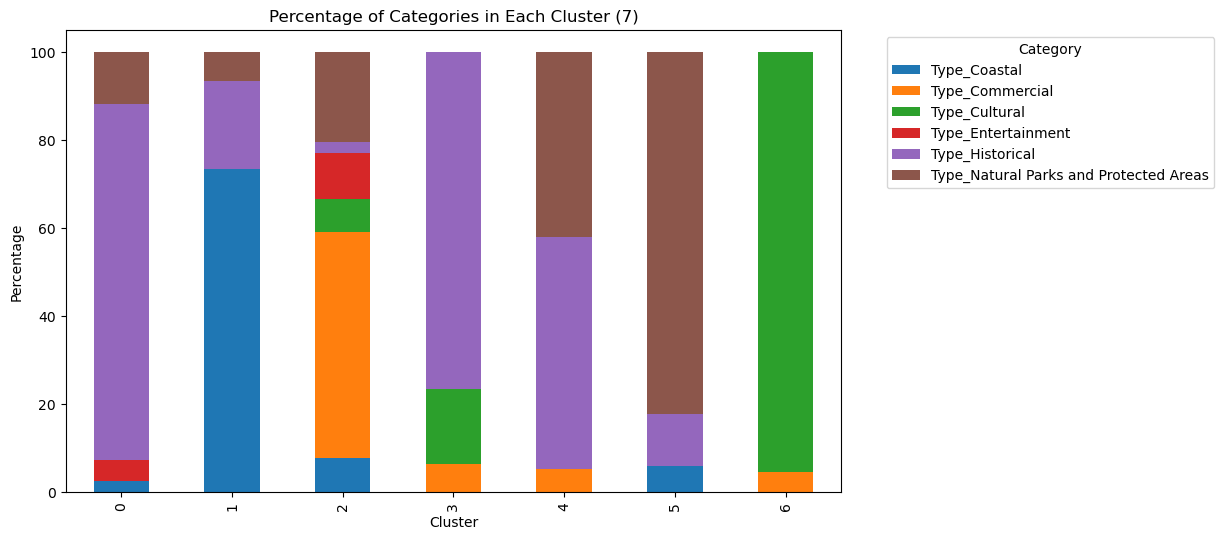 Percentage of Categories in Each Cluster (7)
Category
Type_Coastal
Type_Commercial
Type_Cultural
Type_Entertainment
Type_Historical
Type_Natural Parks and Protected Areas
Percentage
100
80
60
40
20
0
0 1 2 3 4 5 6
Cluster